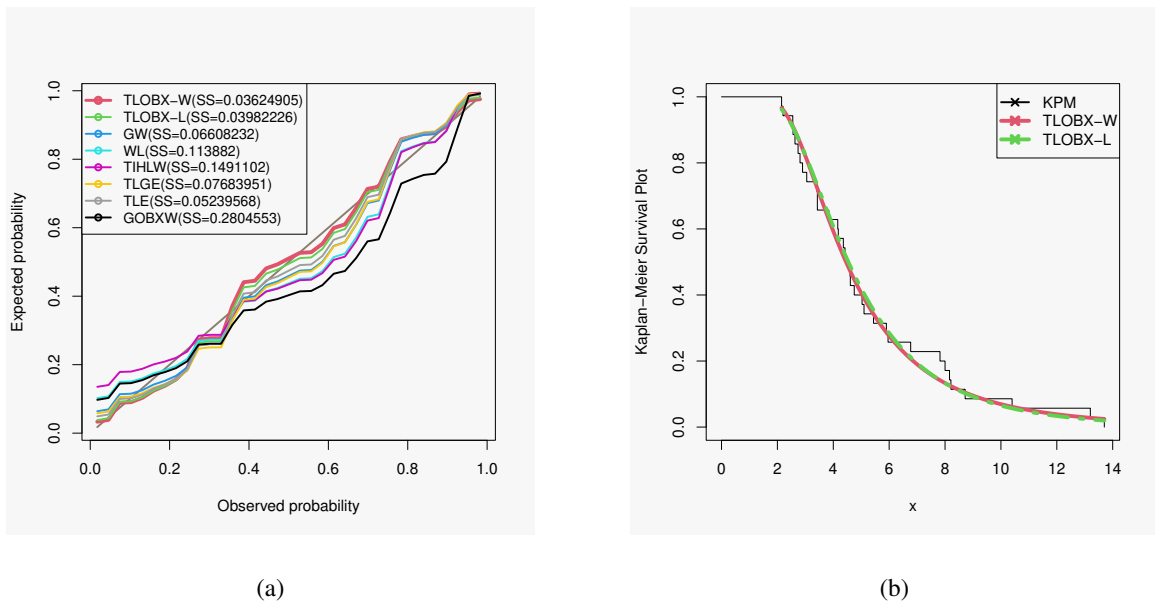 TLOBX−W(SS=0.03624905)
TLOBX−L(SS=0.03982226)
GW(SS=0.06608232)
WL(SS=0.113882)
TIHLW(SS=0.1491102)
TLGE(SS=0.07683951)
TLE(SS=0.05239568)
GOBXW(SS=0.2804553)
Expected probability
0.0 0.2 0.4 0.6 0.8 1.0
0.0 0.2 0.4 0.6 0.8 1.0
Observed probability
(a)
KPM
TLOBX−W
TLOBX−L
Kaplan−Meier Survival Plot
0.0 0.2 0.4 0.6 0.8 1.0
0 2 4 6 8 10 12 14
x
(b)